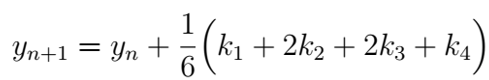 $y_{n+1} = y_n + \frac{1}{6}\left(k_1 + 2k_2 + 2k_3 + k_4\right)$